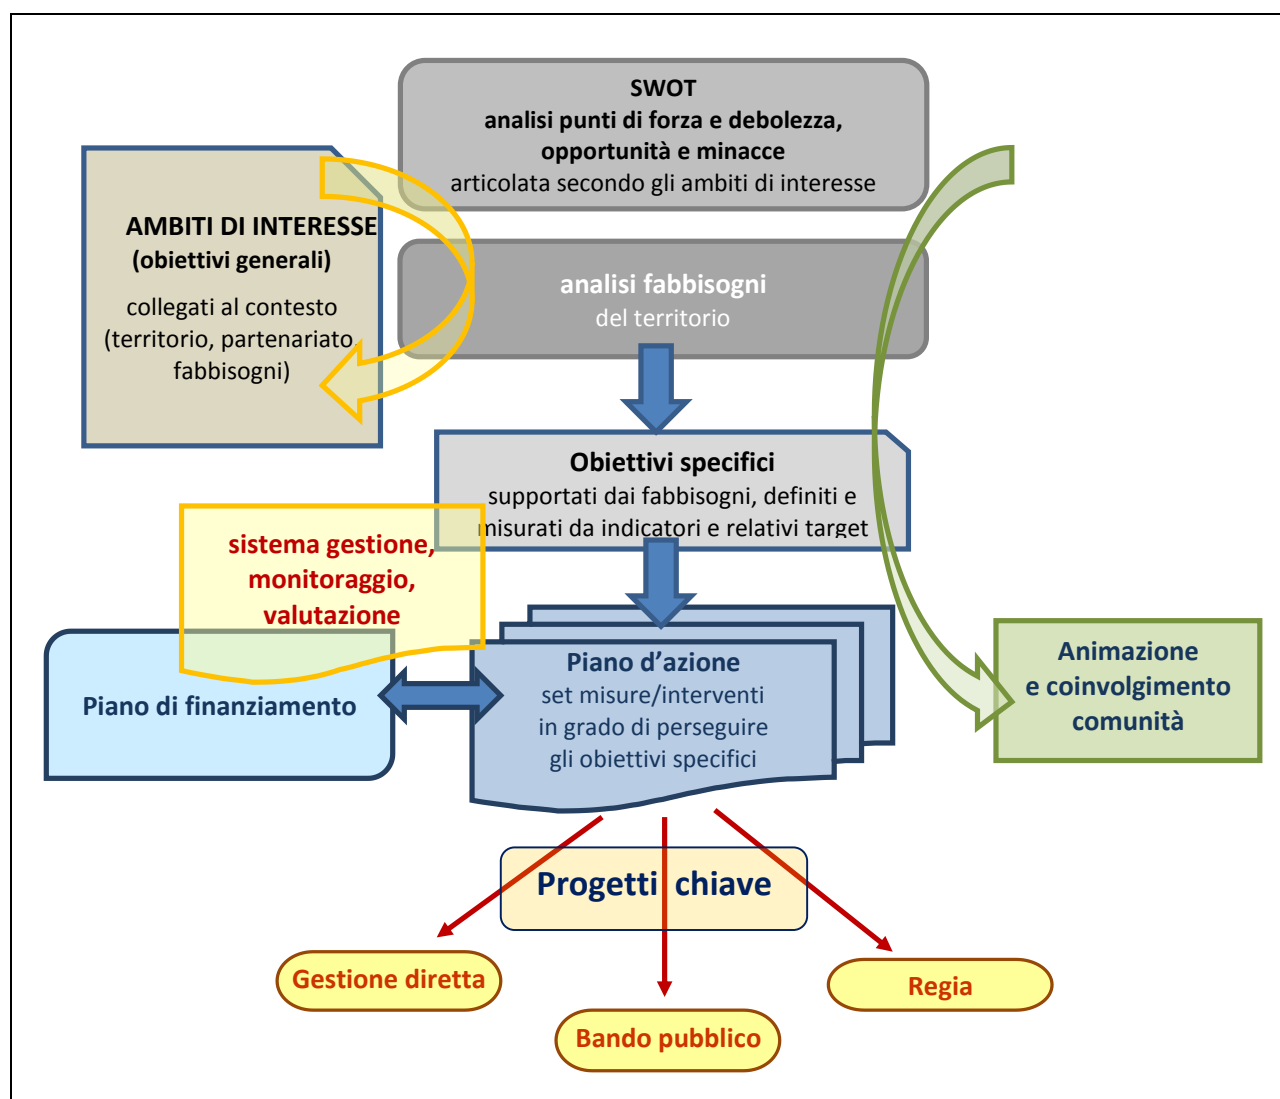 SWOT
analisi punti di forza e debolezza,
opportunità e minacce
articolata secondo gli ambiti di interesse
AMBITI DI INTERESSE
(obiettivi generali)
collegati al contesto
(territorio, partenariato,
fabbisogni)
analisi fabbisogni
del territorio
Obiettivi specifici
supportati dai fabbisogni, definiti e
misurati da indicatori e relativi target
sistema gestione,
monitoraggio,
valutazione
Piano di finanziamento
Piano d’azione
set misure/interventi
in grado di perseguire
gli obiettivi specifici
Animazione
e coinvolgimento
comunità
Progetti chiave
Gestione diretta
Bando pubblico
Regia